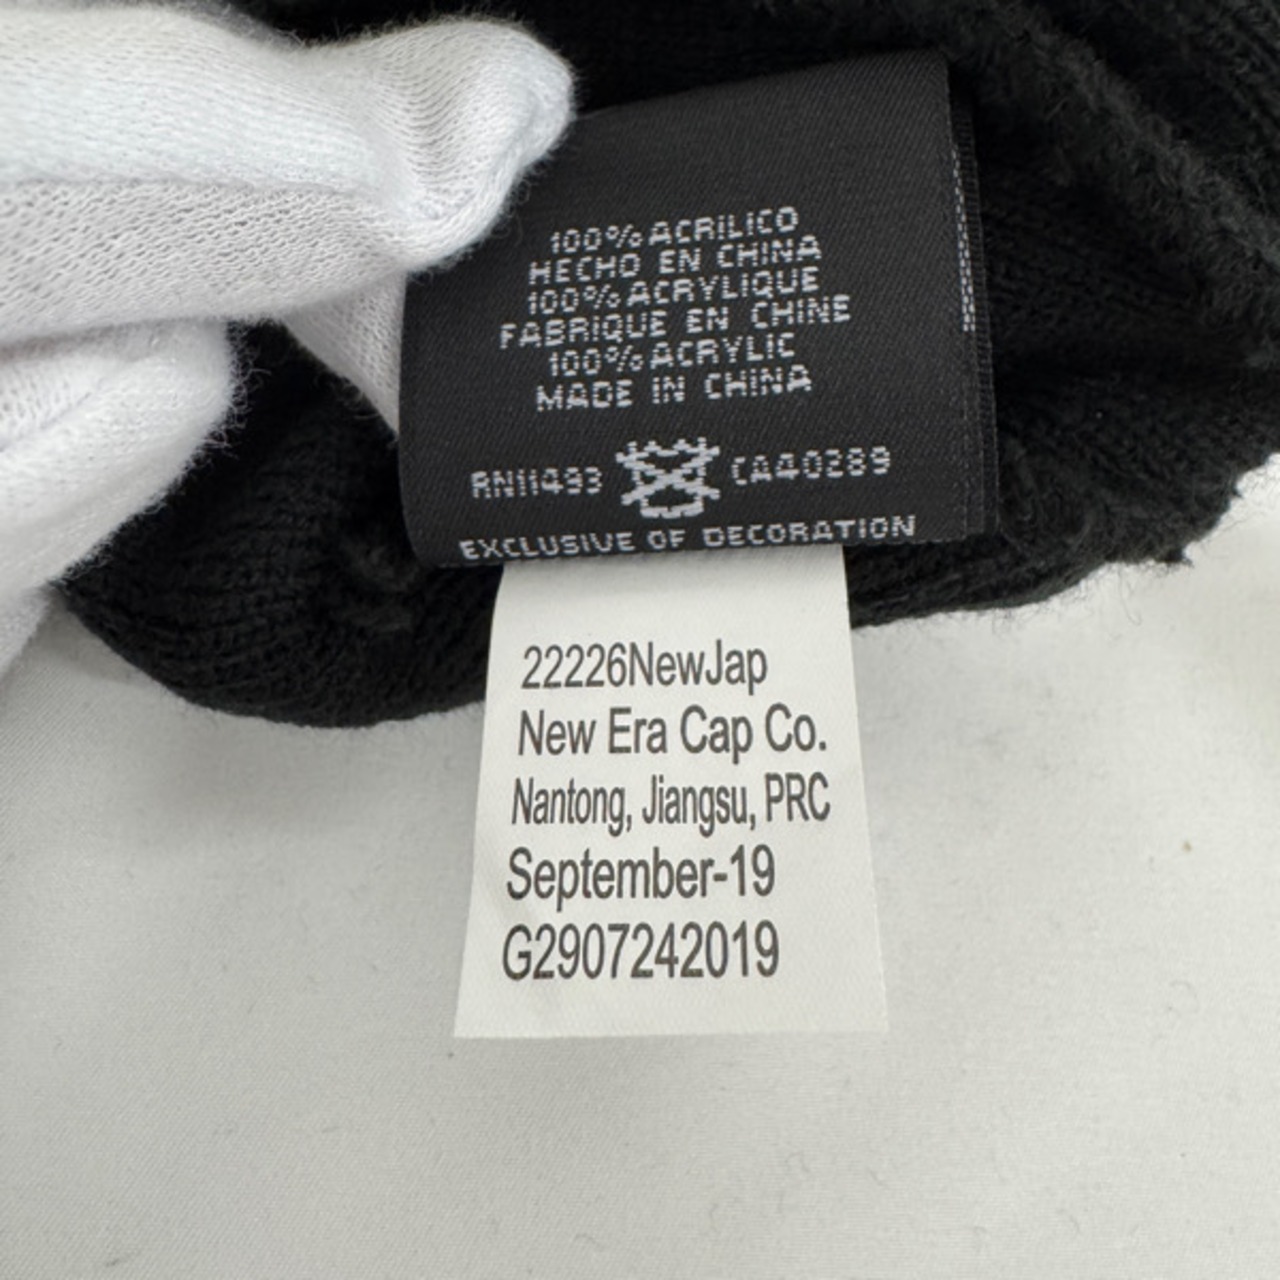 100% ACRILICO
HECHO EN CHINA
100% ACRYLIQUE
FABRIQUE EN CHINE
100% ACRYLIC
MADE IN CHINA
RN11493 CA40289
EXCLUSIVE OF DECORATION
22226NewJap
New Era Cap Co.
Nantong, Jiangsu, PRC
September-19
G2907242019